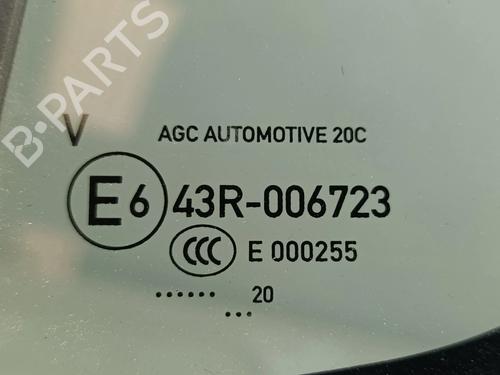 B-PARTS
V AGC AUTOMOTIVE 20C
E6 43R-006723
CCC E 000255
...... 20
...